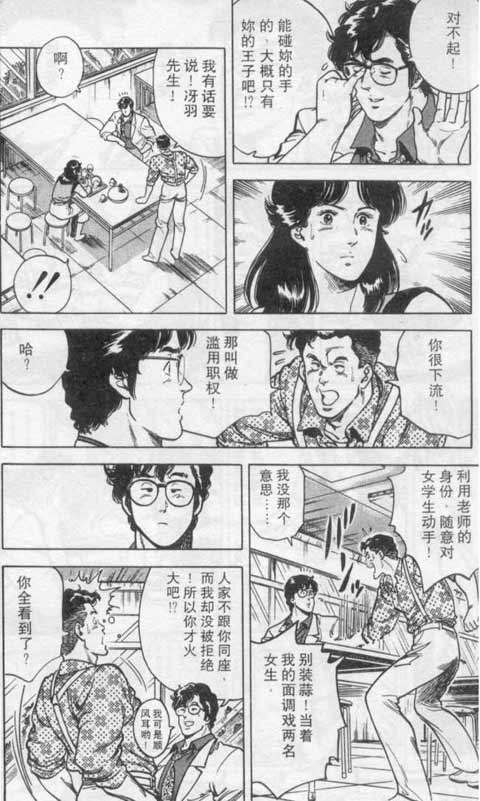 对不
起！
能碰妳的手
的，大概只有
妳的王子吧!?
我有话要
说！冴羽
先生！
啊？
!!
你很下流！
那叫做
滥用职权！
哈？
利用老师的
身份，随意对
女学生动手！
我没那个
意思……
别装蒜！当着
我的面调戏两名
女生。
人家不跟你同座，
而我却没被拒绝
！所以你才火
大吧!?
我可是顺
风耳哟！
你全看到了？